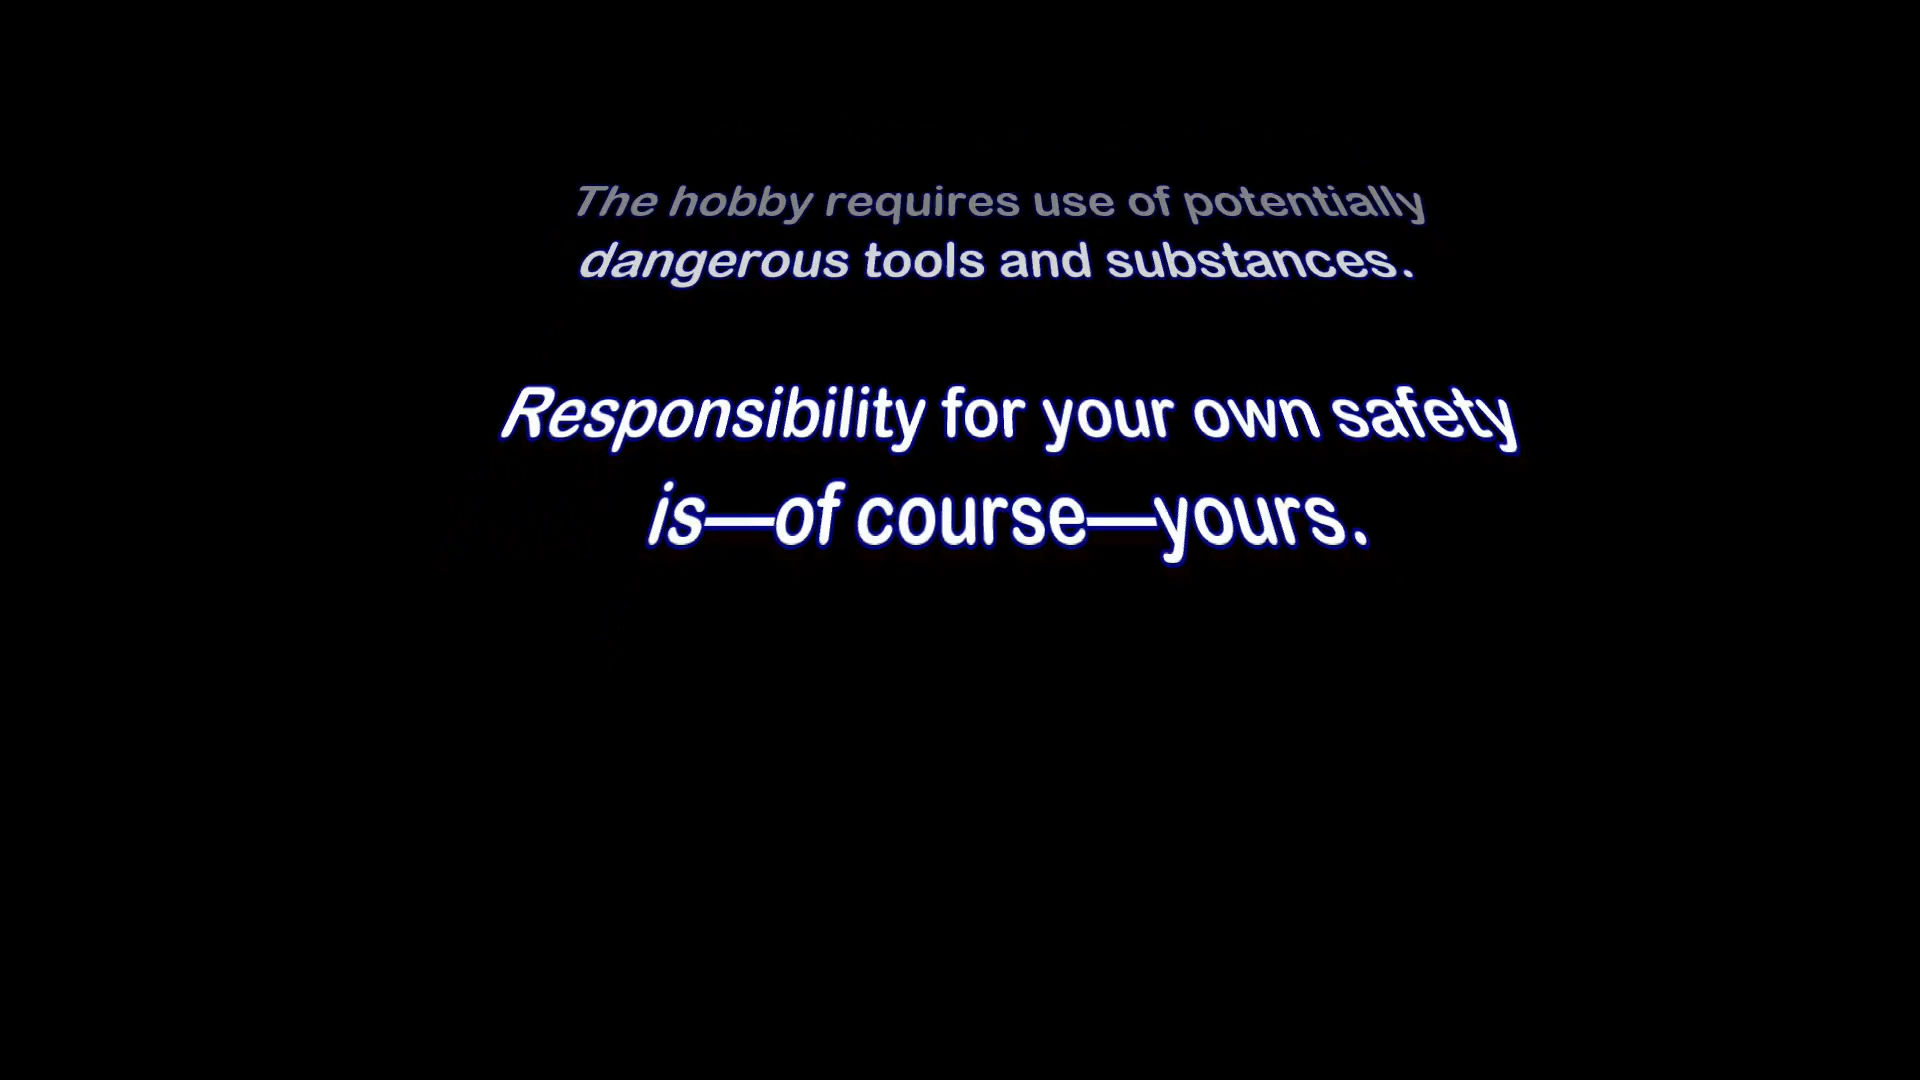 The hobby requires use of potentially
dangerous tools and substances.
Responsibility for your own safety
is—of course—yours.